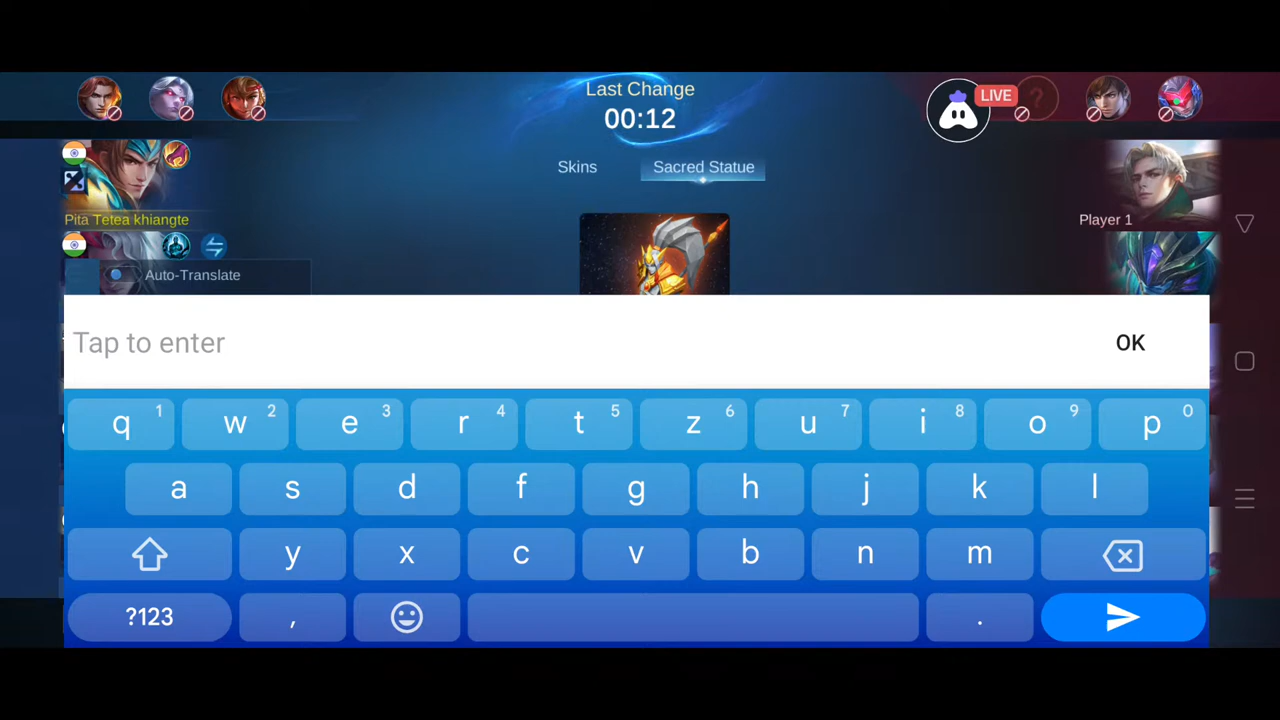 Last Change
00:12
LIVE
?
Skins
Sacred Statue
Pita Tetea khiangte
Player 1
Auto-Translate
Tap to enter
OK
q 1 w 2 e 3 r 4 t 5 z 6 u 7 i 8 o 9 p 0
a s d f g h j k l
y x c v b n m
?123 , .